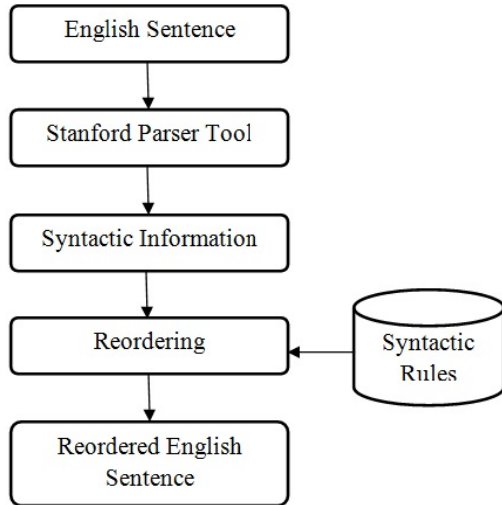 English Sentence
Stanford Parser Tool
Syntactic Information
Reordering
Syntactic
Rules
Reordered English
Sentence